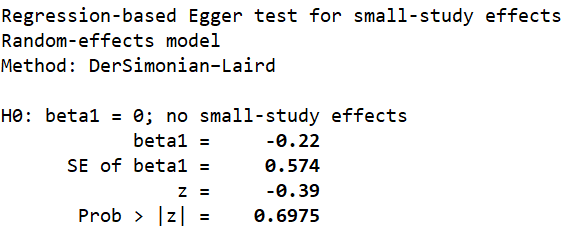 Regression-based Egger test for small-study effects
Random-effects model
Method: DerSimonian–Laird
H0: beta1 = 0; no small-study effects
beta1 = -0.22
SE of beta1 = 0.574
z = -0.39
Prob > |z| = 0.6975